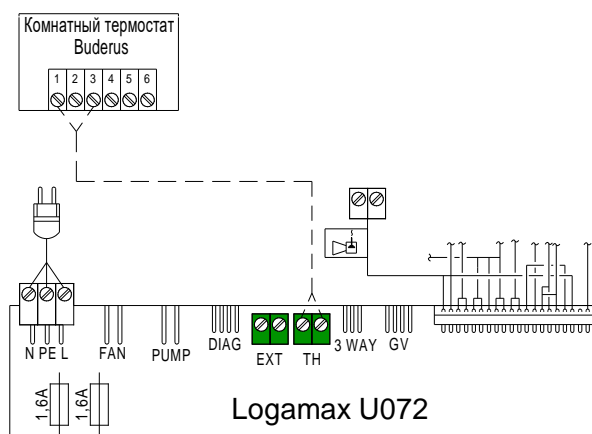 Комнатный термостат
Buderus
1 2 3 4 5 6
N PE L FAN PUMP DIAG EXT TH 3 WAY GV
1,6A 1,6A
Logamax U072